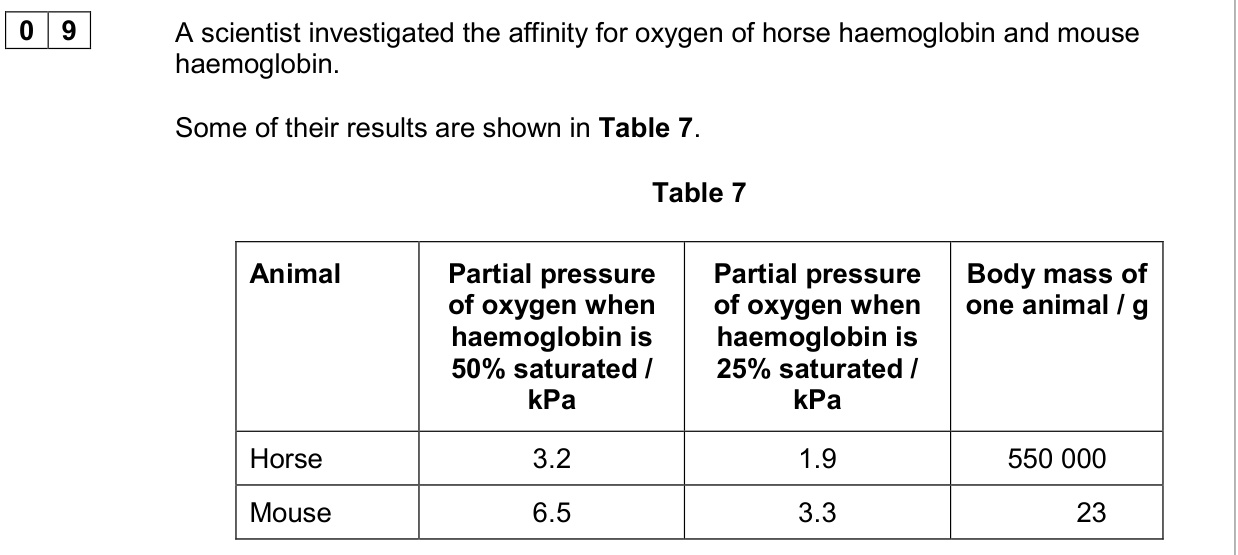 0 9
A scientist investigated the affinity for oxygen of horse haemoglobin and mouse
haemoglobin.
Some of their results are shown in Table 7.
Table 7
Animal
Partial pressure
of oxygen when
haemoglobin is
50% saturated /
kPa
Partial pressure
of oxygen when
haemoglobin is
25% saturated /
kPa
Body mass of
one animal / g
Horse 3.2 1.9 550 000
Mouse 6.5 3.3 23